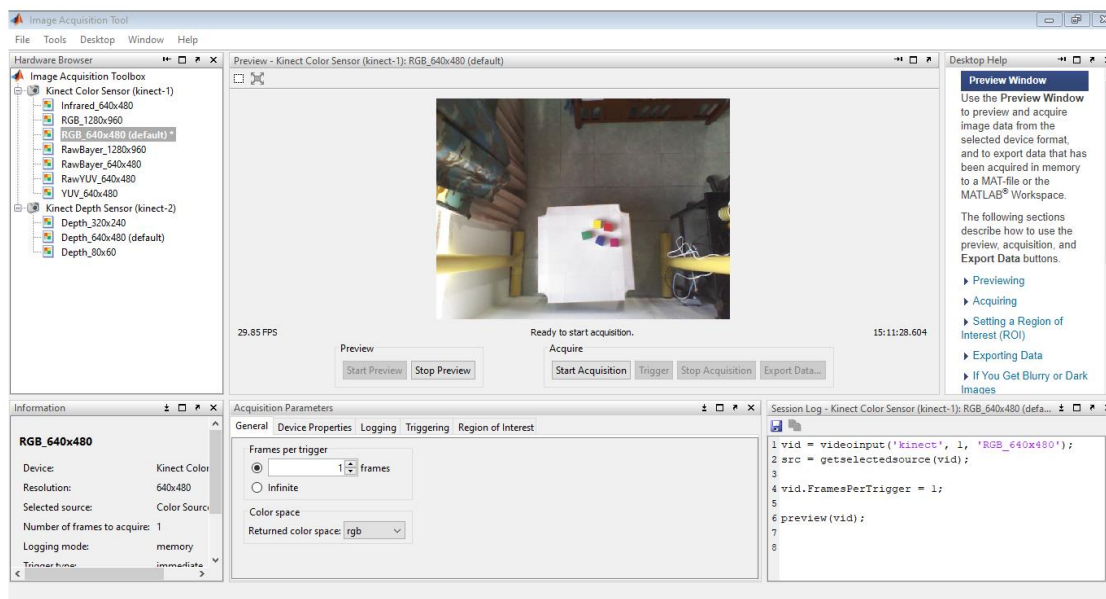 Image Acquisition Tool
File Tools Desktop Window Help
Hardware Browser
Image Acquisition Toolbox
Kinect Color Sensor (kinect-1)
Infrared_640x480
RGB_1280x960
RGB_640x480 (default) *
RawBayer_1280x960
RawBayer_640x480
RawYUV_640x480
YUV_640x480
Kinect Depth Sensor (kinect-2)
Depth_320x240
Depth_640x480 (default)
Depth_80x60
Preview - Kinect Color Sensor (kinect-1): RGB_640x480 (default)
29.85 FPS
Ready to start acquisition.
15:11:28.604
Preview
Start Preview Stop Preview
Acquire
Start Acquisition Trigger Stop Acquisition Export Data...
Desktop Help
Preview Window
Use the Preview Window
to preview and acquire
image data from the
selected device format,
and to export data that has
been acquired in memory
to a MAT-file or the
MATLAB® Workspace.
The following sections
describe how to use the
preview, acquisition, and
Export Data buttons.
Previewing
Acquiring
Setting a Region of
Interest (ROI)
Exporting Data
If You Get Blurry or Dark
Images
Information
RGB_640x480
Device: Kinect Color
Resolution: 640x480
Selected source: Color Source
Number of frames to acquire: 1
Logging mode: memory
Trigger type: immediate
Acquisition Parameters
General Device Properties Logging Triggering Region of Interest
Frames per trigger
1 frames
Infinite
Color space
Returned color space: rgb
Session Log - Kinect Color Sensor (kinect-1): RGB_640x480 (defa...
1 vid = videoinput('kinect', 1, 'RGB_640x480');
2 src = getselectedsource(vid);
3
4 vid.FramesPerTrigger = 1;
5
6 preview(vid);
7
8